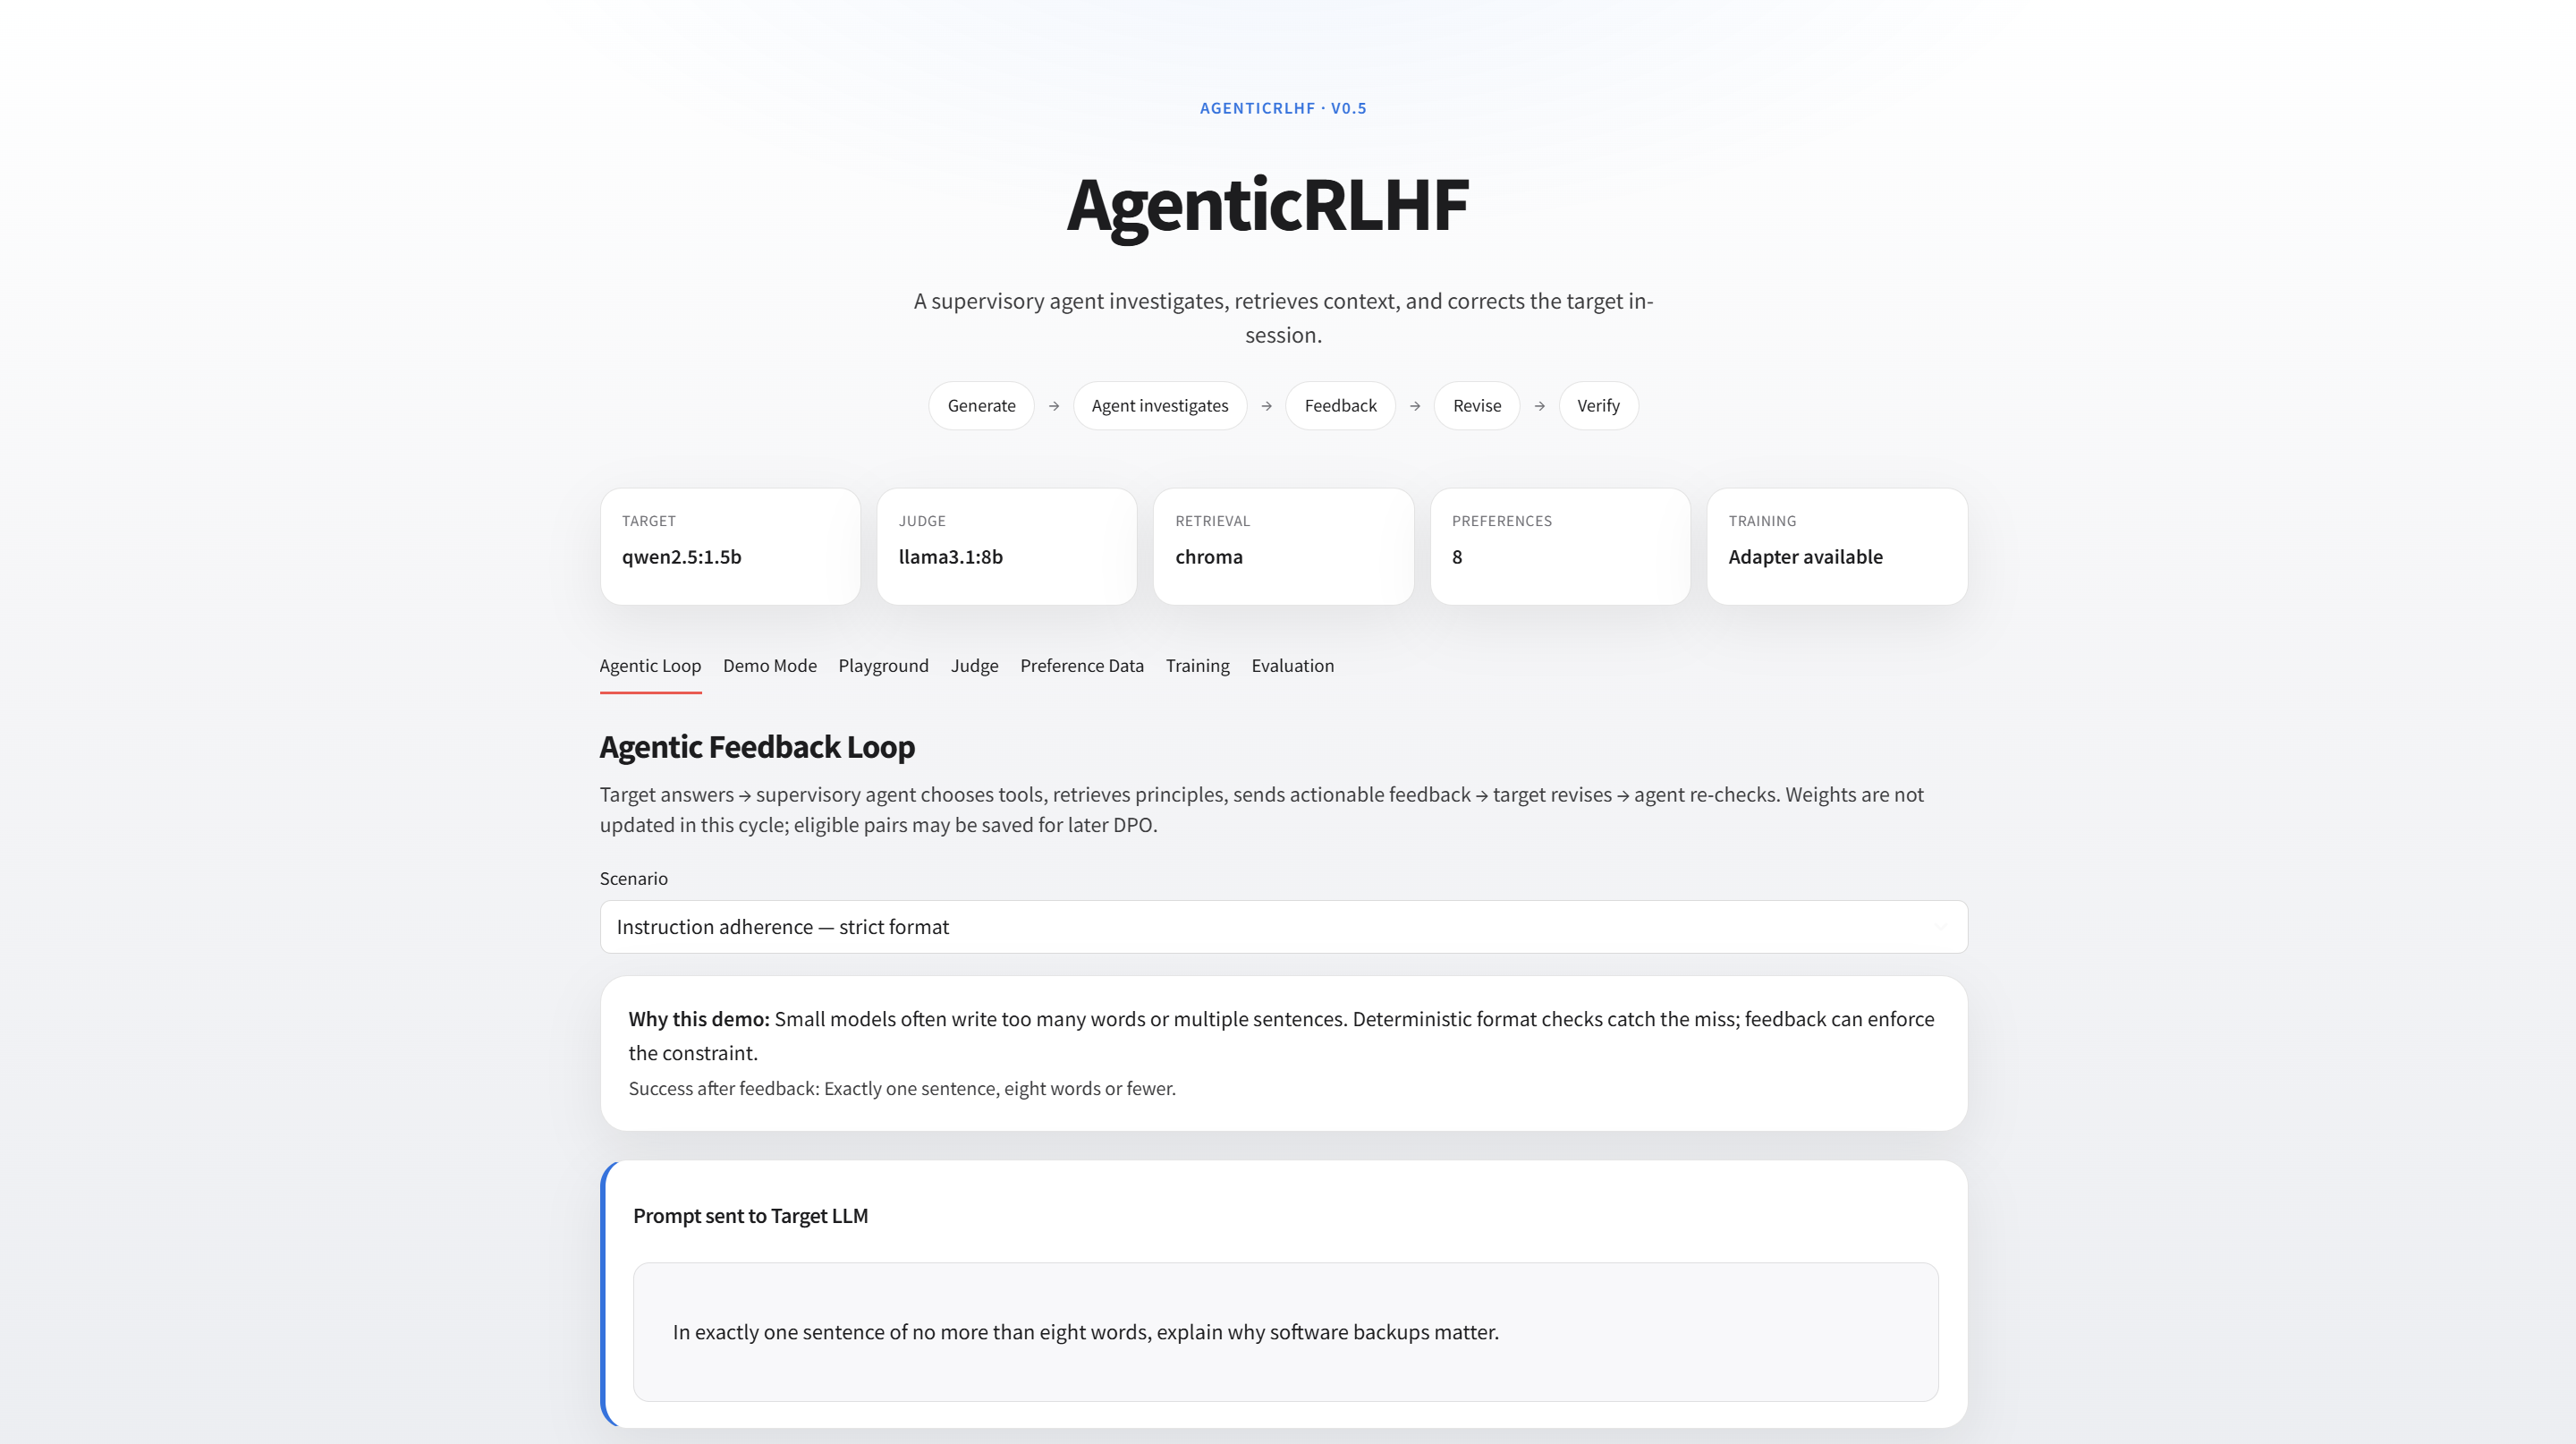 AGENTICRLHF · V0.5
AgenticRLHF
A supervisory agent investigates, retrieves context, and corrects the target in-
session.
Generate → Agent investigates → Feedback → Revise → Verify
TARGET
qwen2.5:1.5b
JUDGE
llama3.1:8b
RETRIEVAL
chroma
PREFERENCES
8
TRAINING
Adapter available
Agentic Loop Demo Mode Playground Judge Preference Data Training Evaluation
Agentic Feedback Loop
Target answers → supervisory agent chooses tools, retrieves principles, sends actionable feedback → target revises → agent re-checks. Weights are not
updated in this cycle; eligible pairs may be saved for later DPO.
Scenario
Instruction adherence — strict format
Why this demo: Small models often write too many words or multiple sentences. Deterministic format checks catch the miss; feedback can enforce
the constraint.
Success after feedback: Exactly one sentence, eight words or fewer.
Prompt sent to Target LLM
In exactly one sentence of no more than eight words, explain why software backups matter.